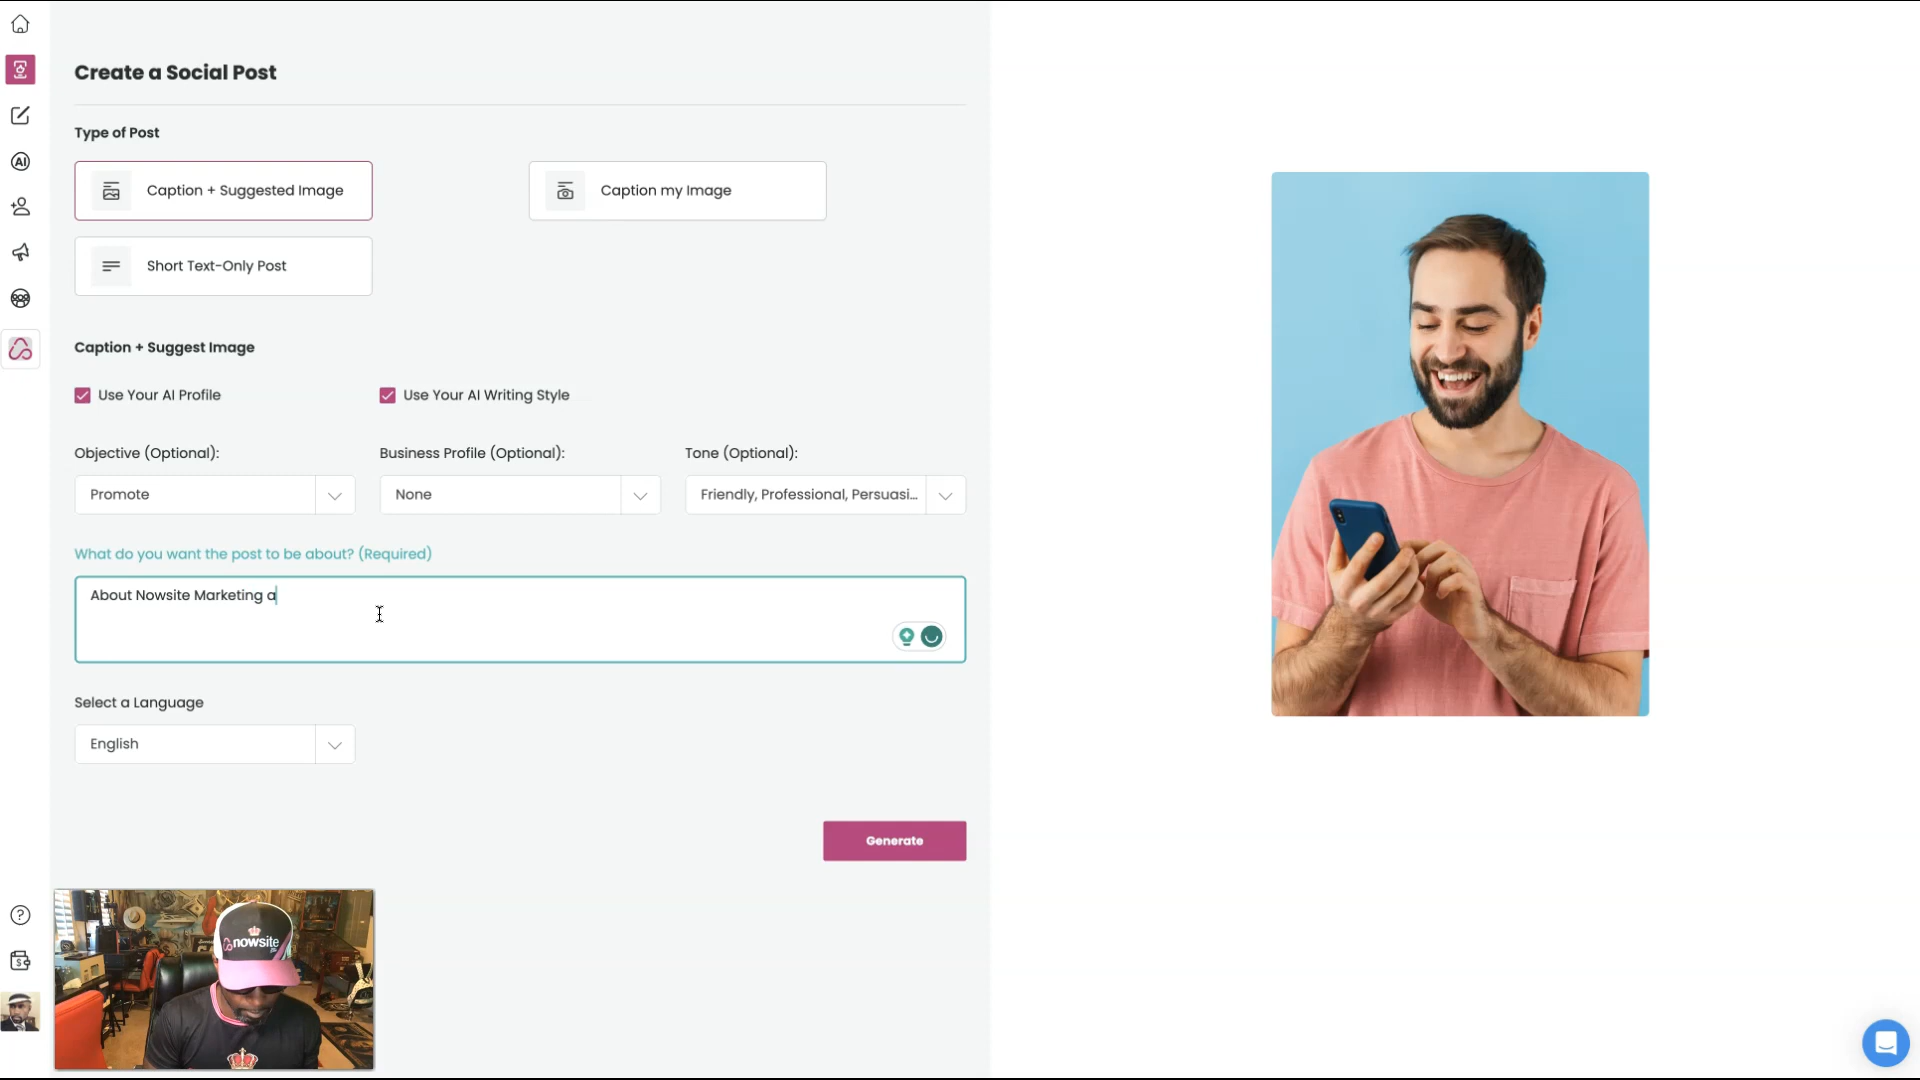 Create a Social Post
Type of Post
Caption + Suggested Image
Caption my Image
Short Text-Only Post
Caption + Suggest Image
Use Your AI Profile
Use Your AI Writing Style
Objective (Optional):
Business Profile (Optional):
Tone (Optional):
Promote
None
Friendly, Professional, Persuasi...
What do you want the post to be about? (Required)
About Nowsite Marketing a
Select a Language
English
Generate
AI
nowsite